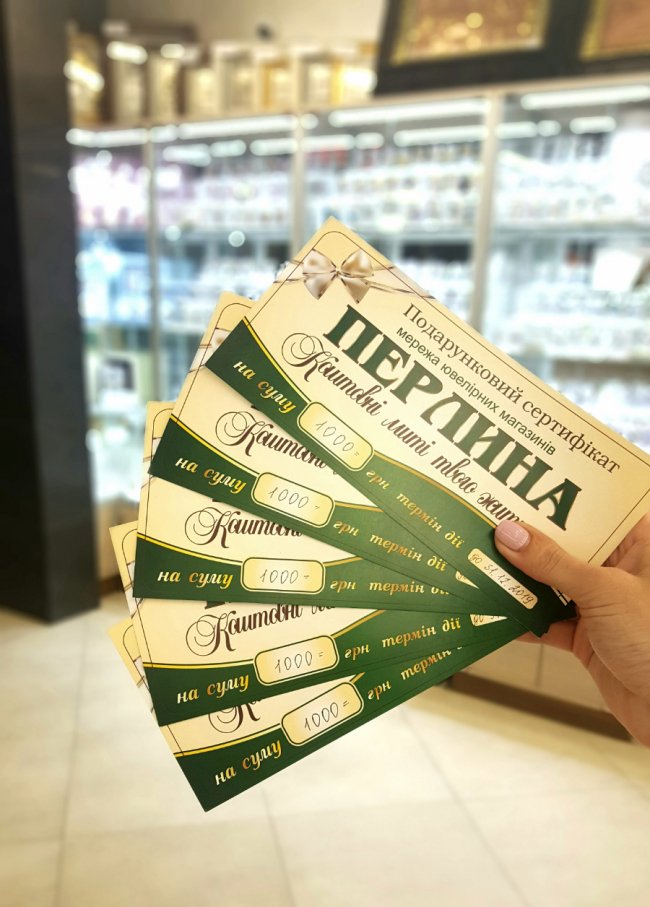 Подарунковий сертифікат
мережа ювелірних магазинів
ПЕРЛИНА
Коштовні миті твого
на суму 1000= грн термін дії до 31.12.2019
Коштовні
на суму 1000= грн термін дії
Коштовні
на суму 1000= грн термін дії
Коштовні
на суму 1000= грн термін дії
на суму 1000= грн термін